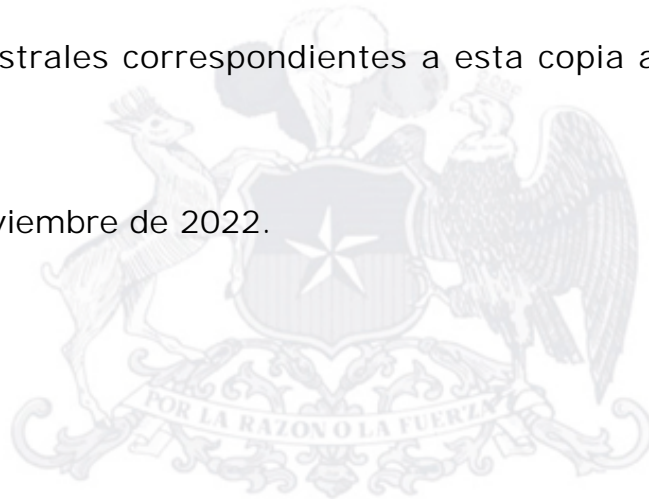 strales correspondientes a esta copia a
viembre de 2022.
POR LA RAZON O LA FUERZA